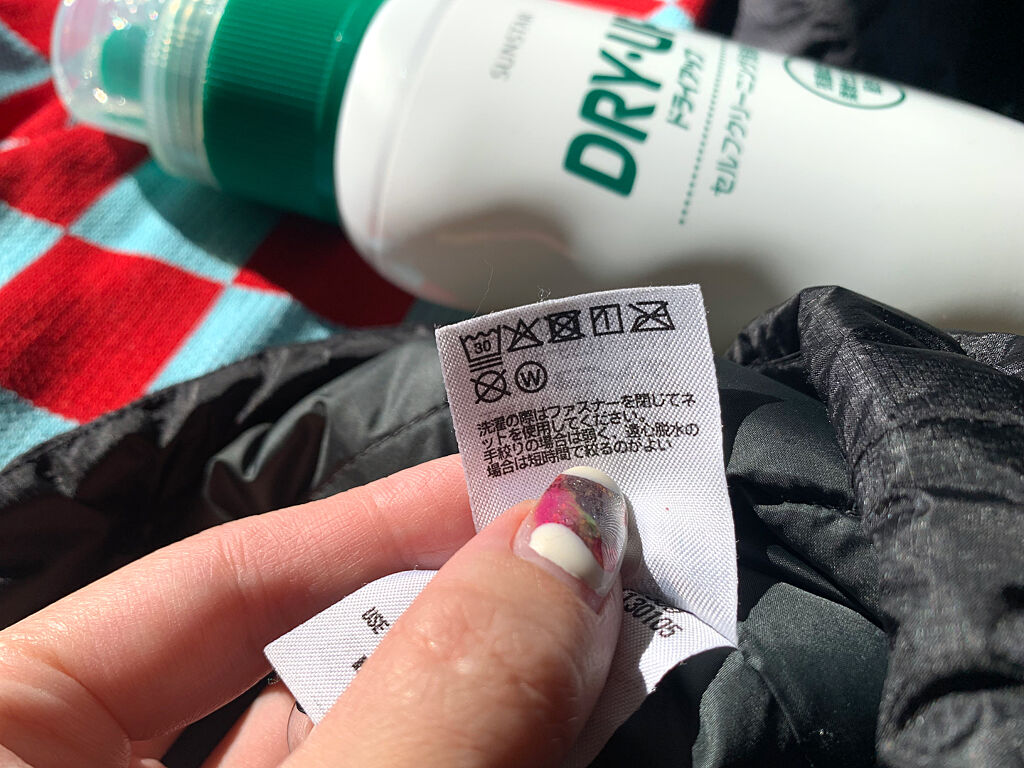 SUNSTAR
DRY·U
ドライアップ
セルフクリーニング
30
W
洗濯の際はファスナーを閉じてネ
ットを使用してください。
手絞りの場合は弱く、遠心脱水の
場合は短時間で絞るのがよい
USE
30105